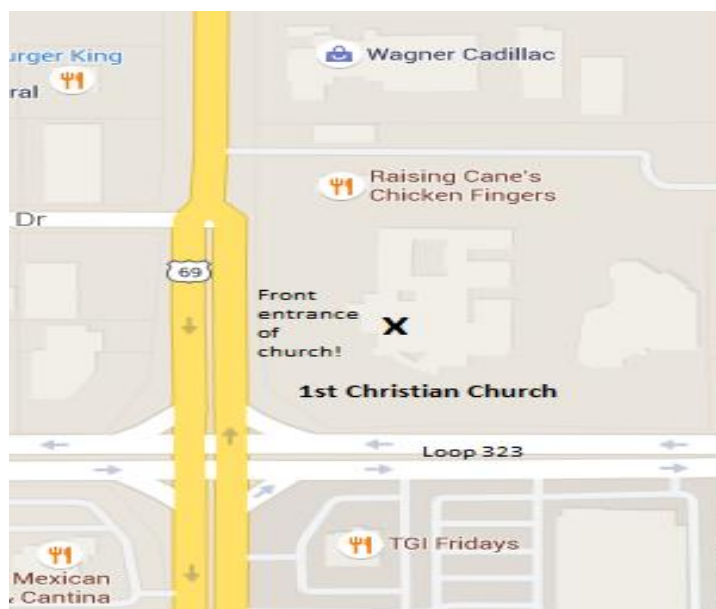 urger King
ral
Wagner Cadillac
Raising Cane's
Chicken Fingers
Dr
69
Front
entrance
of
church!
X
1st Christian Church
Loop 323
TGI Fridays
Mexican
& Cantina